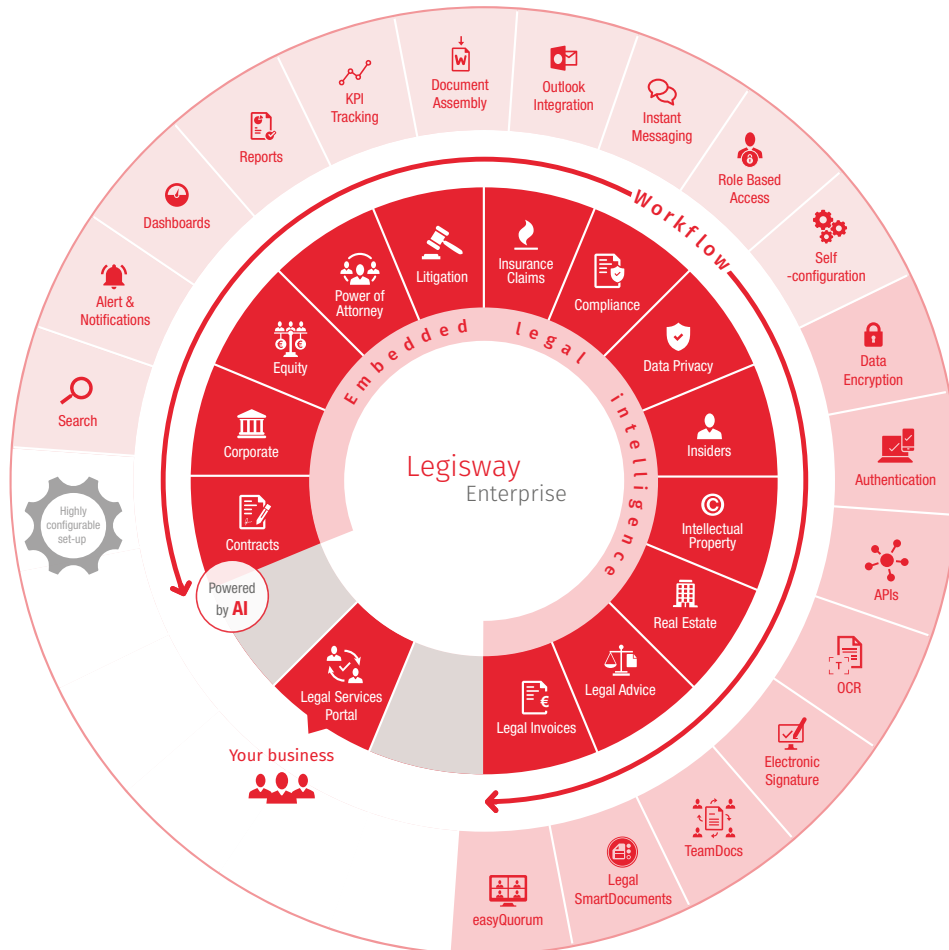 Document
Assembly
Outlook
Integration
KPI
Tracking
Instant
Messaging
Reports
Role Based
Access
Dashboards
Self
-configuration
Alert &
Notifications
Data
Encryption
Search
Authentication
APIs
OCR
Electronic
Signature
TeamDocs
Legal
SmartDocuments
easyQuorum
Highly
configurable
set-up
Workflow
Litigation
Insurance
Claims
Power of
Attorney
Compliance
Equity
Data Privacy
Corporate
Insiders
Contracts
Intellectual
Property
Real Estate
Legal Advice
Legal Invoices
Legal Services
Portal
Embedded legal intelligence
Legisway
Enterprise
Powered
by AI
Your business
W
T
©
€
€
€